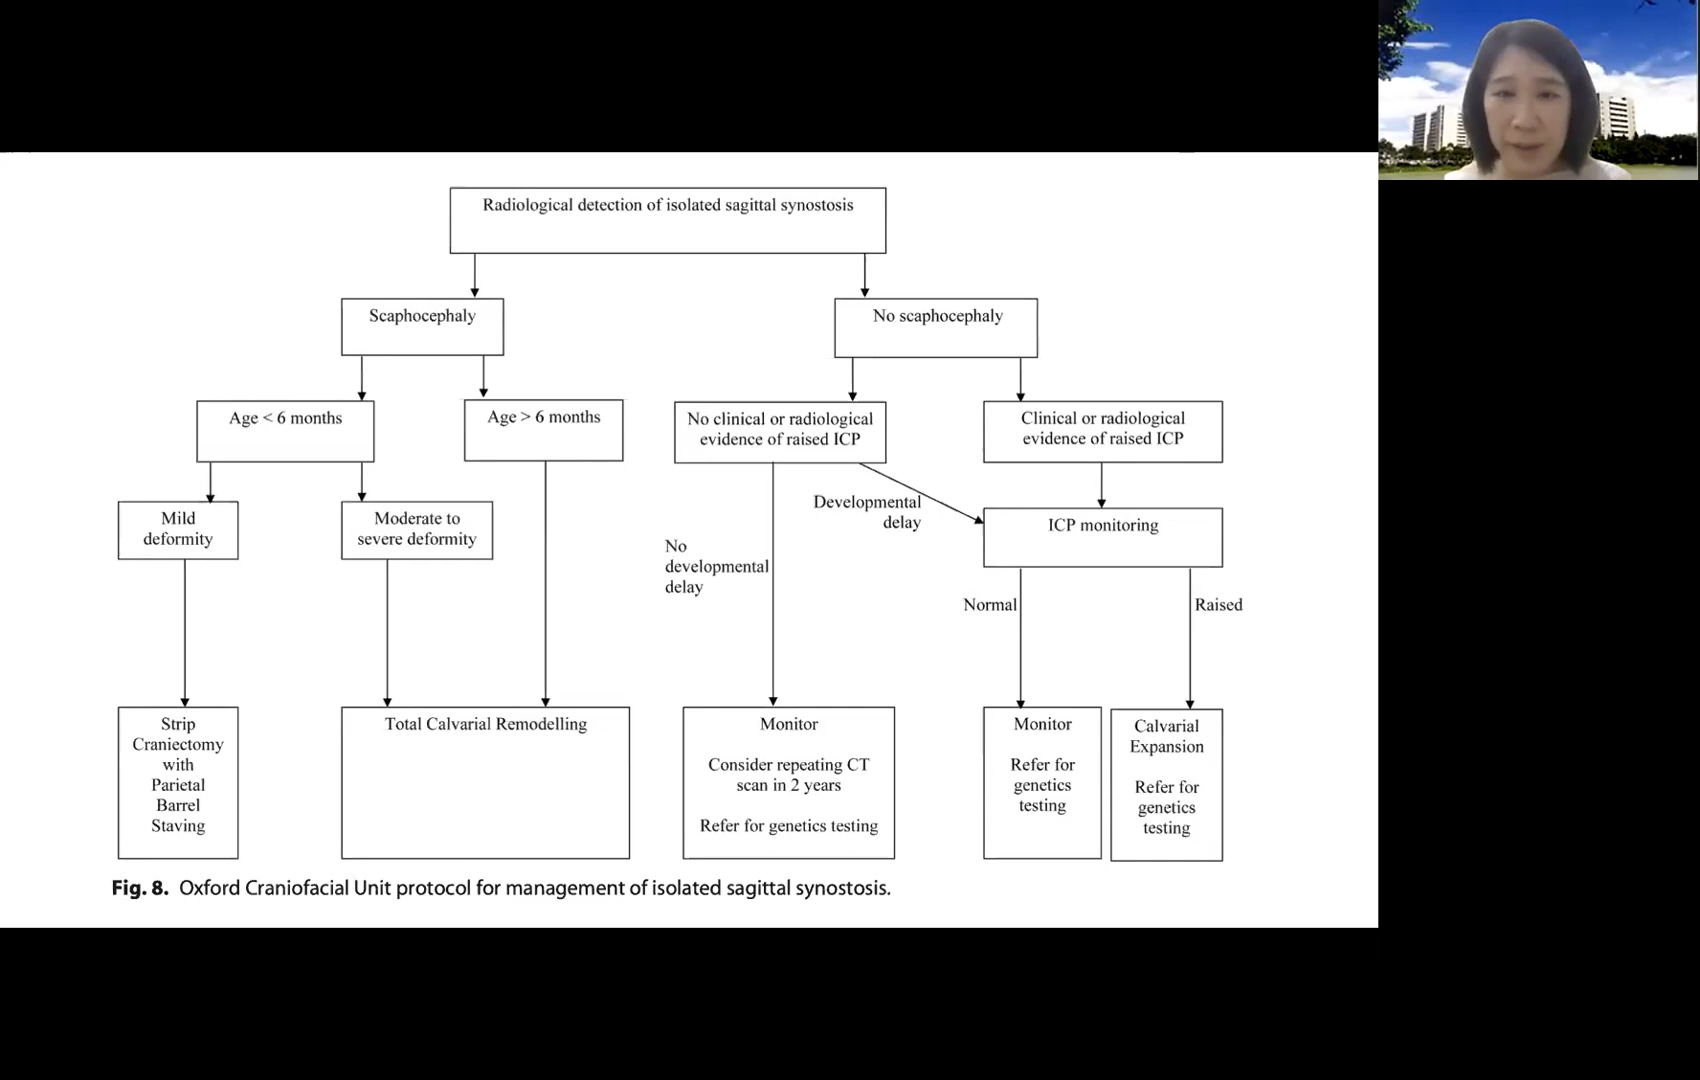 Radiological detection of isolated sagittal synostosis
Scaphocephaly
No scaphocephaly
Age < 6 months
Age > 6 months
No clinical or radiological
evidence of raised ICP
Clinical or radiological
evidence of raised ICP
Mild
deformity
Moderate to
severe deformity
Developmental
delay
ICP monitoring
No
developmental
delay
Normal
Raised
Strip
Craniectomy
with
Parietal
Barrel
Staving
Total Calvarial Remodelling
Monitor
Consider repeating CT
scan in 2 years
Refer for genetics testing
Monitor
Refer for
genetics
testing
Calvarial
Expansion
Refer for
genetics
testing
Fig. 8. Oxford Craniofacial Unit protocol for management of isolated sagittal synostosis.